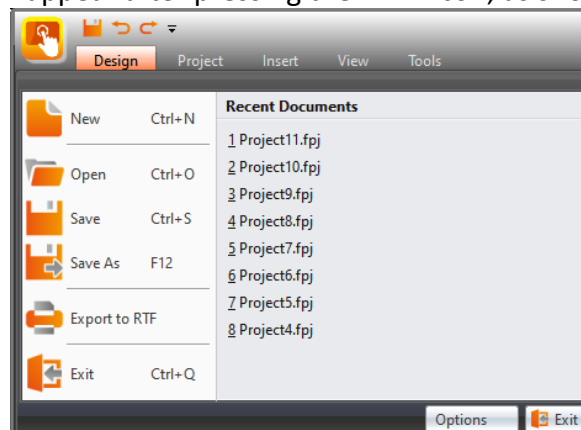 Design Project Insert View Tools
Recent Documents
New Ctrl+N
Open Ctrl+O
Save Ctrl+S
Save As F12
Export to RTF
Exit Ctrl+Q
1 Project11.fpj
2 Project10.fpj
3 Project9.fpj
4 Project8.fpj
5 Project7.fpj
6 Project6.fpj
7 Project5.fpj
8 Project4.fpj
Options Exit